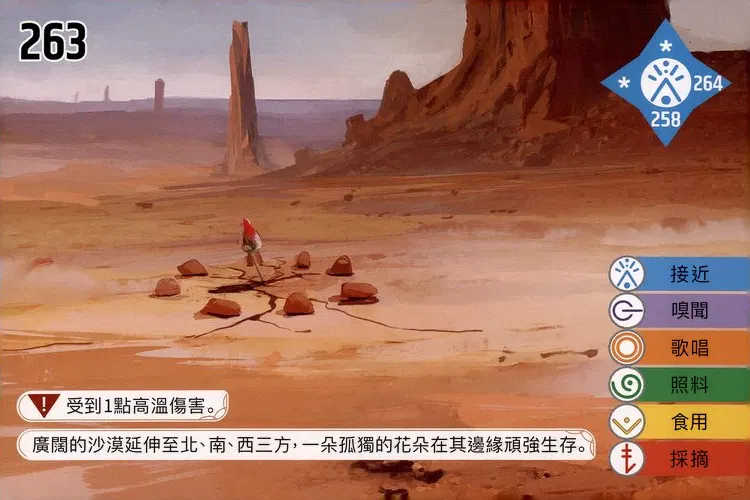 263
*
*
264
258
接近
嗅聞
歌唱
照料
食用
採摘
! 受到1點高溫傷害。
廣闊的沙漠延伸至北、南、西三方,一朵孤獨的花朵在其邊緣頑強生存。